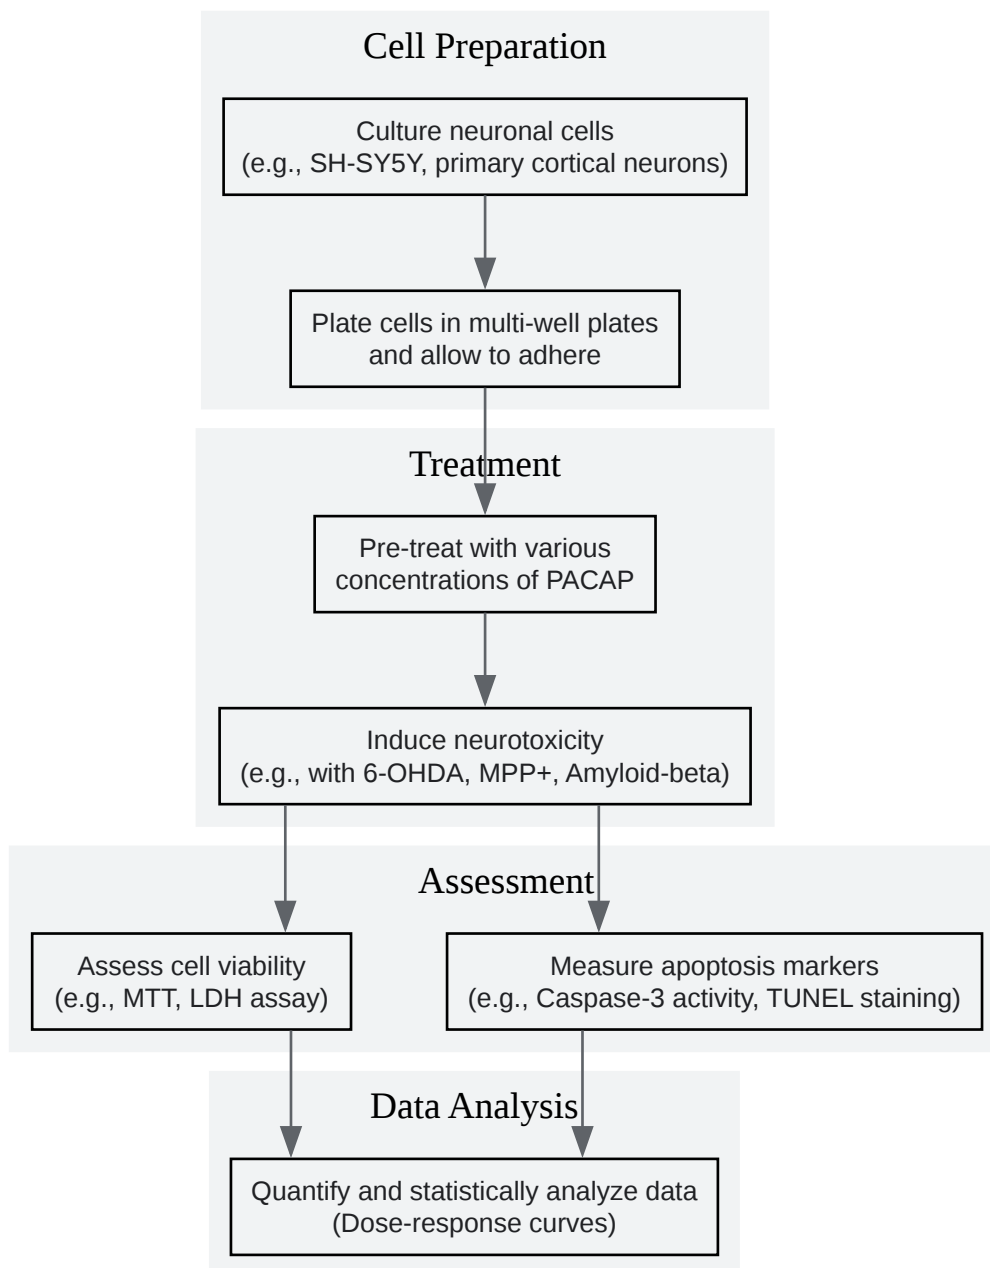 Cell Preparation
Culture neuronal cells
(e.g., SH-SY5Y, primary cortical neurons)
Plate cells in multi-well plates
and allow to adhere
Treatment
Pre-treat with various
concentrations of PACAP
Induce neurotoxicity
(e.g., with 6-OHDA, MPP+, Amyloid-beta)
Assessment
Assess cell viability
(e.g., MTT, LDH assay)
Measure apoptosis markers
(e.g., Caspase-3 activity, TUNEL staining)
Data Analysis
Quantify and statistically analyze data
(Dose-response curves)